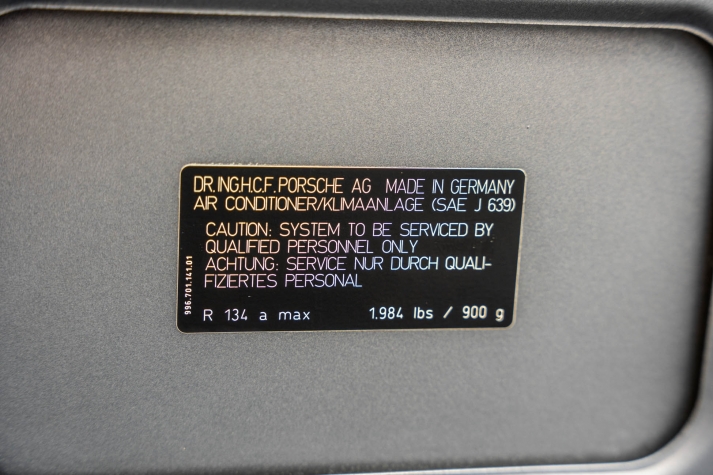 DR.ING.H.C.F.PORSCHE AG MADE IN GERMANY
AIR CONDITIONER/KLIMAANLAGE (SAE J 639)
CAUTION: SYSTEM TO BE SERVICED BY
QUALIFIED PERSONNEL ONLY
ACHTUNG: SERVICE NUR DURCH QUALI-
FIZIERTES PERSONAL
R 134 a max 1.984 lbs / 900 g
996.701.141.01